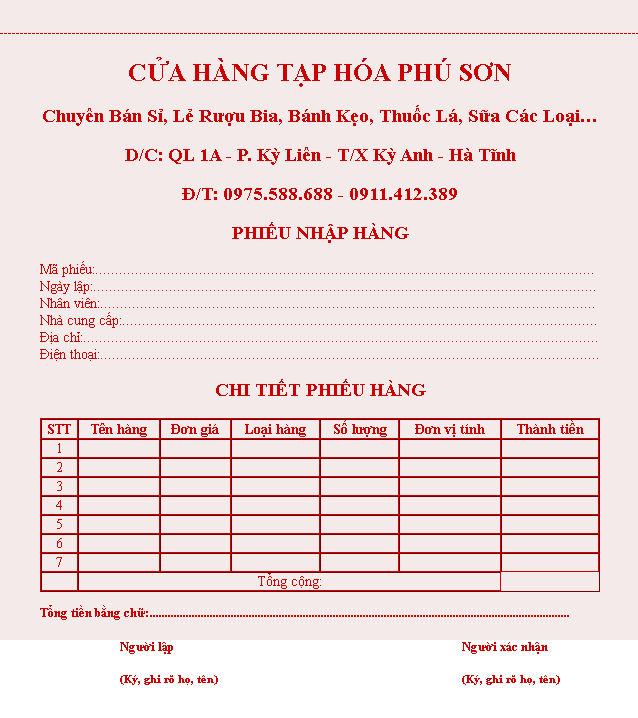 CỬA HÀNG TẠP HÓA PHÚ SƠN
Chuyên Bán Sỉ, Lẻ Rượu Bia, Bánh Kẹo, Thuốc Lá, Sữa Các Loại...
D/C: QL 1A - P. Kỳ Liên - T/X Kỳ Anh - Hà Tĩnh
Đ/T: 0975.588.688 - 0911.412.389
PHIẾU NHẬP HÀNG
Mã phiếu:
Ngày lập:
Nhân viên:
Nhà cung cấp:
Địa chỉ:
Điện thoại:
CHI TIẾT PHIẾU HÀNG
STT Tên hàng Đơn giá Loại hàng Số lượng Đơn vị tính Thành tiền
1
2
3
4
5
6
7
Tổng cộng:
Tổng tiền bằng chữ:
Người lập Người xác nhận
(Ký, ghi rõ họ, tên) (Ký, ghi rõ họ, tên)